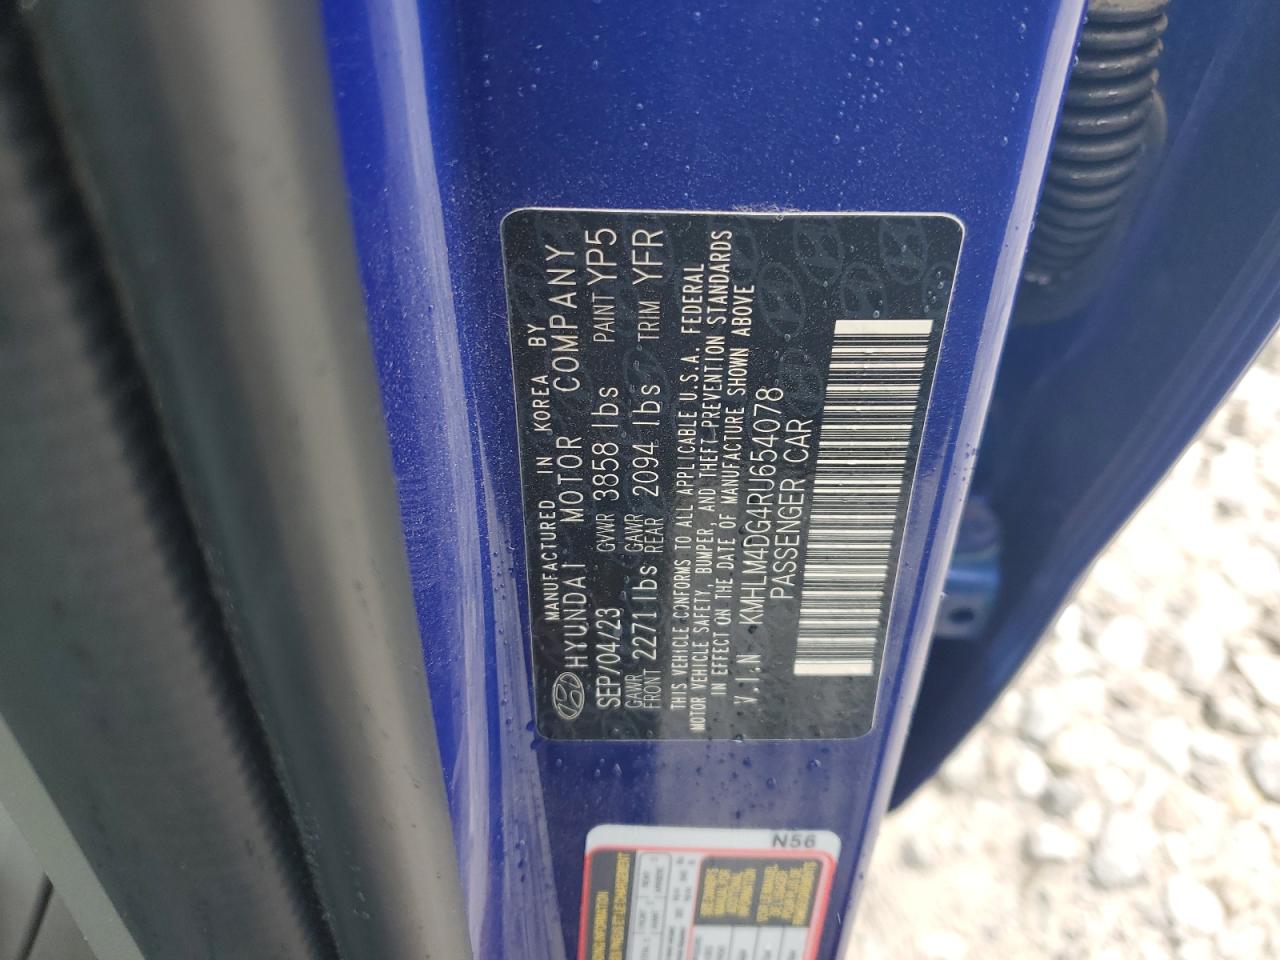 MANUFACTURED IN KOREA BY
HYUNDAI MOTOR COMPANY
SEP/04/23 GVWR 3858 lbs PAINT YP5
GAWR FRONT 2271 lbs GAWR REAR 2094 lbs TRIM YFR
THIS VEHICLE CONFORMS TO ALL APPLICABLE U.S.A. FEDERAL
MOTOR VEHICLE SAFETY, BUMPER, AND THEFT PREVENTION STANDARDS
IN EFFECT ON THE DATE OF MANUFACTURE SHOWN ABOVE
V.I.N KMHLM4DG4RU654078
PASSENGER CAR
N56